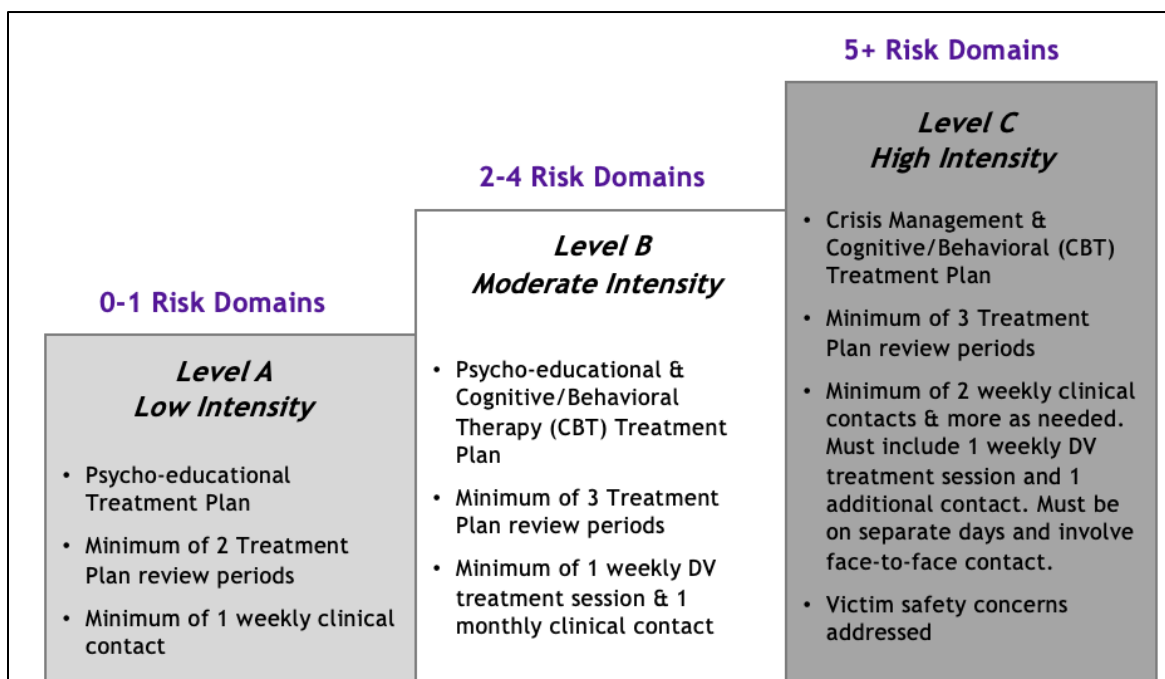 5+ Risk Domains
Level C
High Intensity
• Crisis Management &
Cognitive/Behavioral (CBT)
Treatment Plan
• Minimum of 3 Treatment
Plan review periods
• Minimum of 2 weekly clinical
contacts & more as needed.
Must include 1 weekly DV
treatment session and 1
additional contact. Must be
on separate days and involve
face-to-face contact.
• Victim safety concerns
addressed
2-4 Risk Domains
Level B
Moderate Intensity
• Psycho-educational &
Cognitive/Behavioral
Therapy (CBT) Treatment
Plan
• Minimum of 3 Treatment
Plan review periods
• Minimum of 1 weekly DV
treatment session & 1
monthly clinical contact
0-1 Risk Domains
Level A
Low Intensity
• Psycho-educational
Treatment Plan
• Minimum of 2 Treatment
Plan review periods
• Minimum of 1 weekly clinical
contact